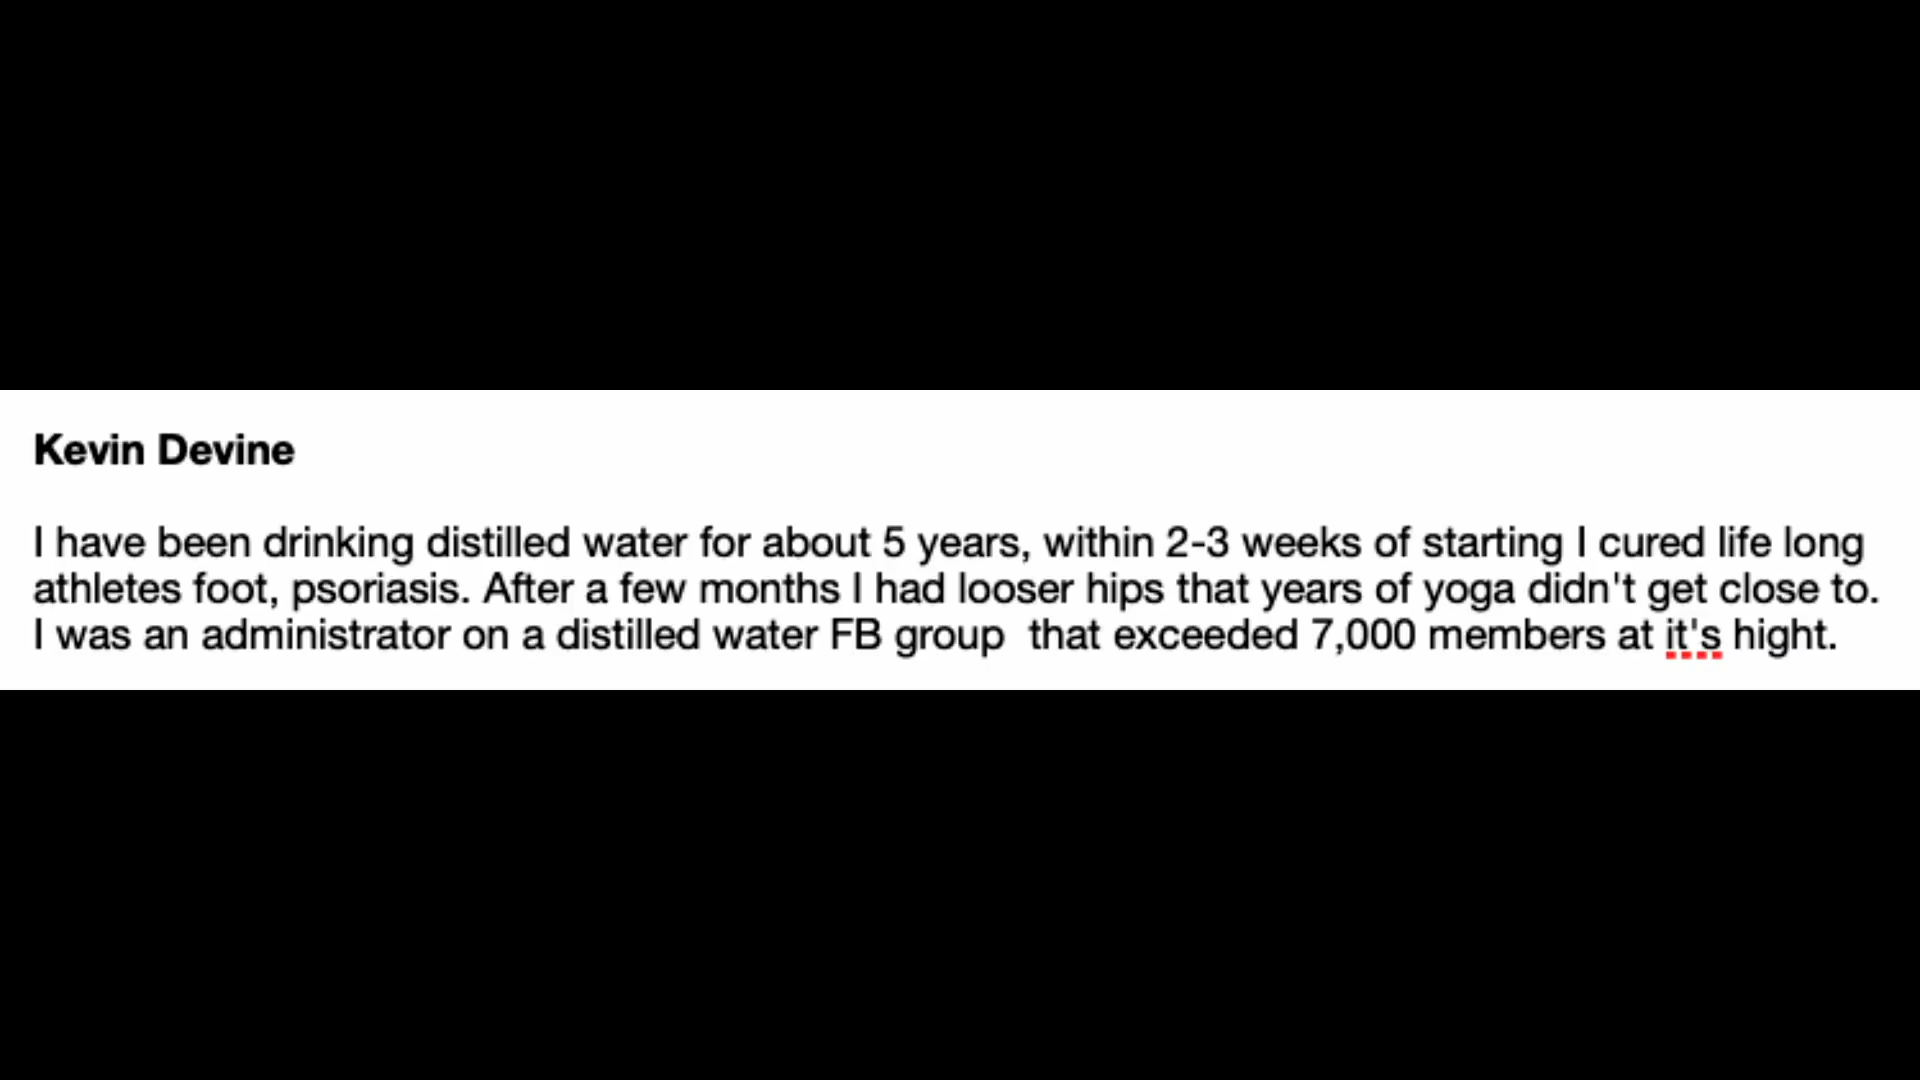 Kevin Devine
I have been drinking distilled water for about 5 years, within 2-3 weeks of starting I cured life long
athletes foot, psoriasis. After a few months I had looser hips that years of yoga didn't get close to.
I was an administrator on a distilled water FB group  that exceeded 7,000 members at it's hight.